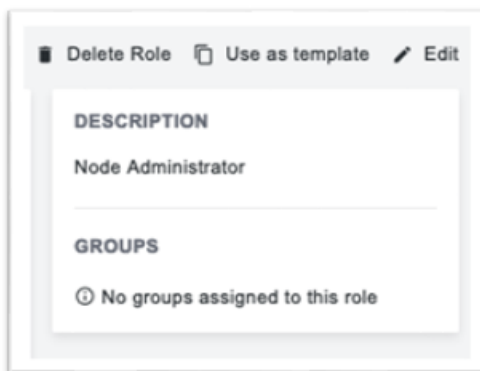 Delete Role Use as template Edit
DESCRIPTION
Node Administrator
GROUPS
No groups assigned to this role